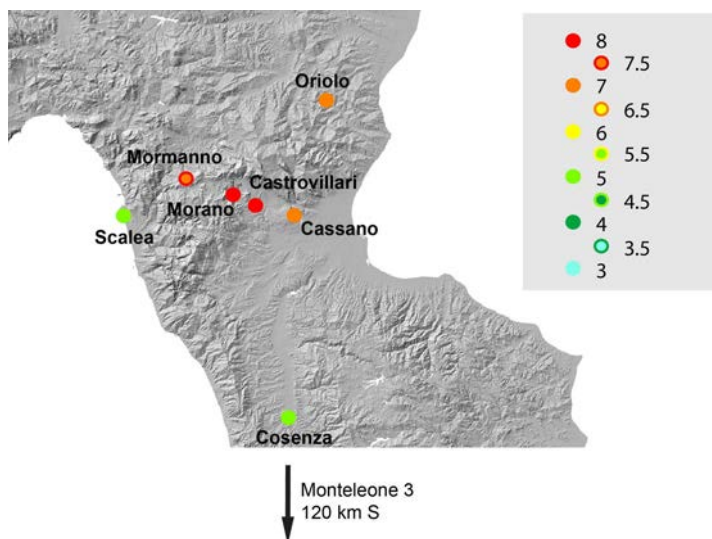 Oriolo
Mormanno
Castrovillari
Morano
Cassano
Scalea
Cosenza
Monteleone 3
120 km S
8
7.5
7
6.5
6
5.5
5
4.5
4
3.5
3